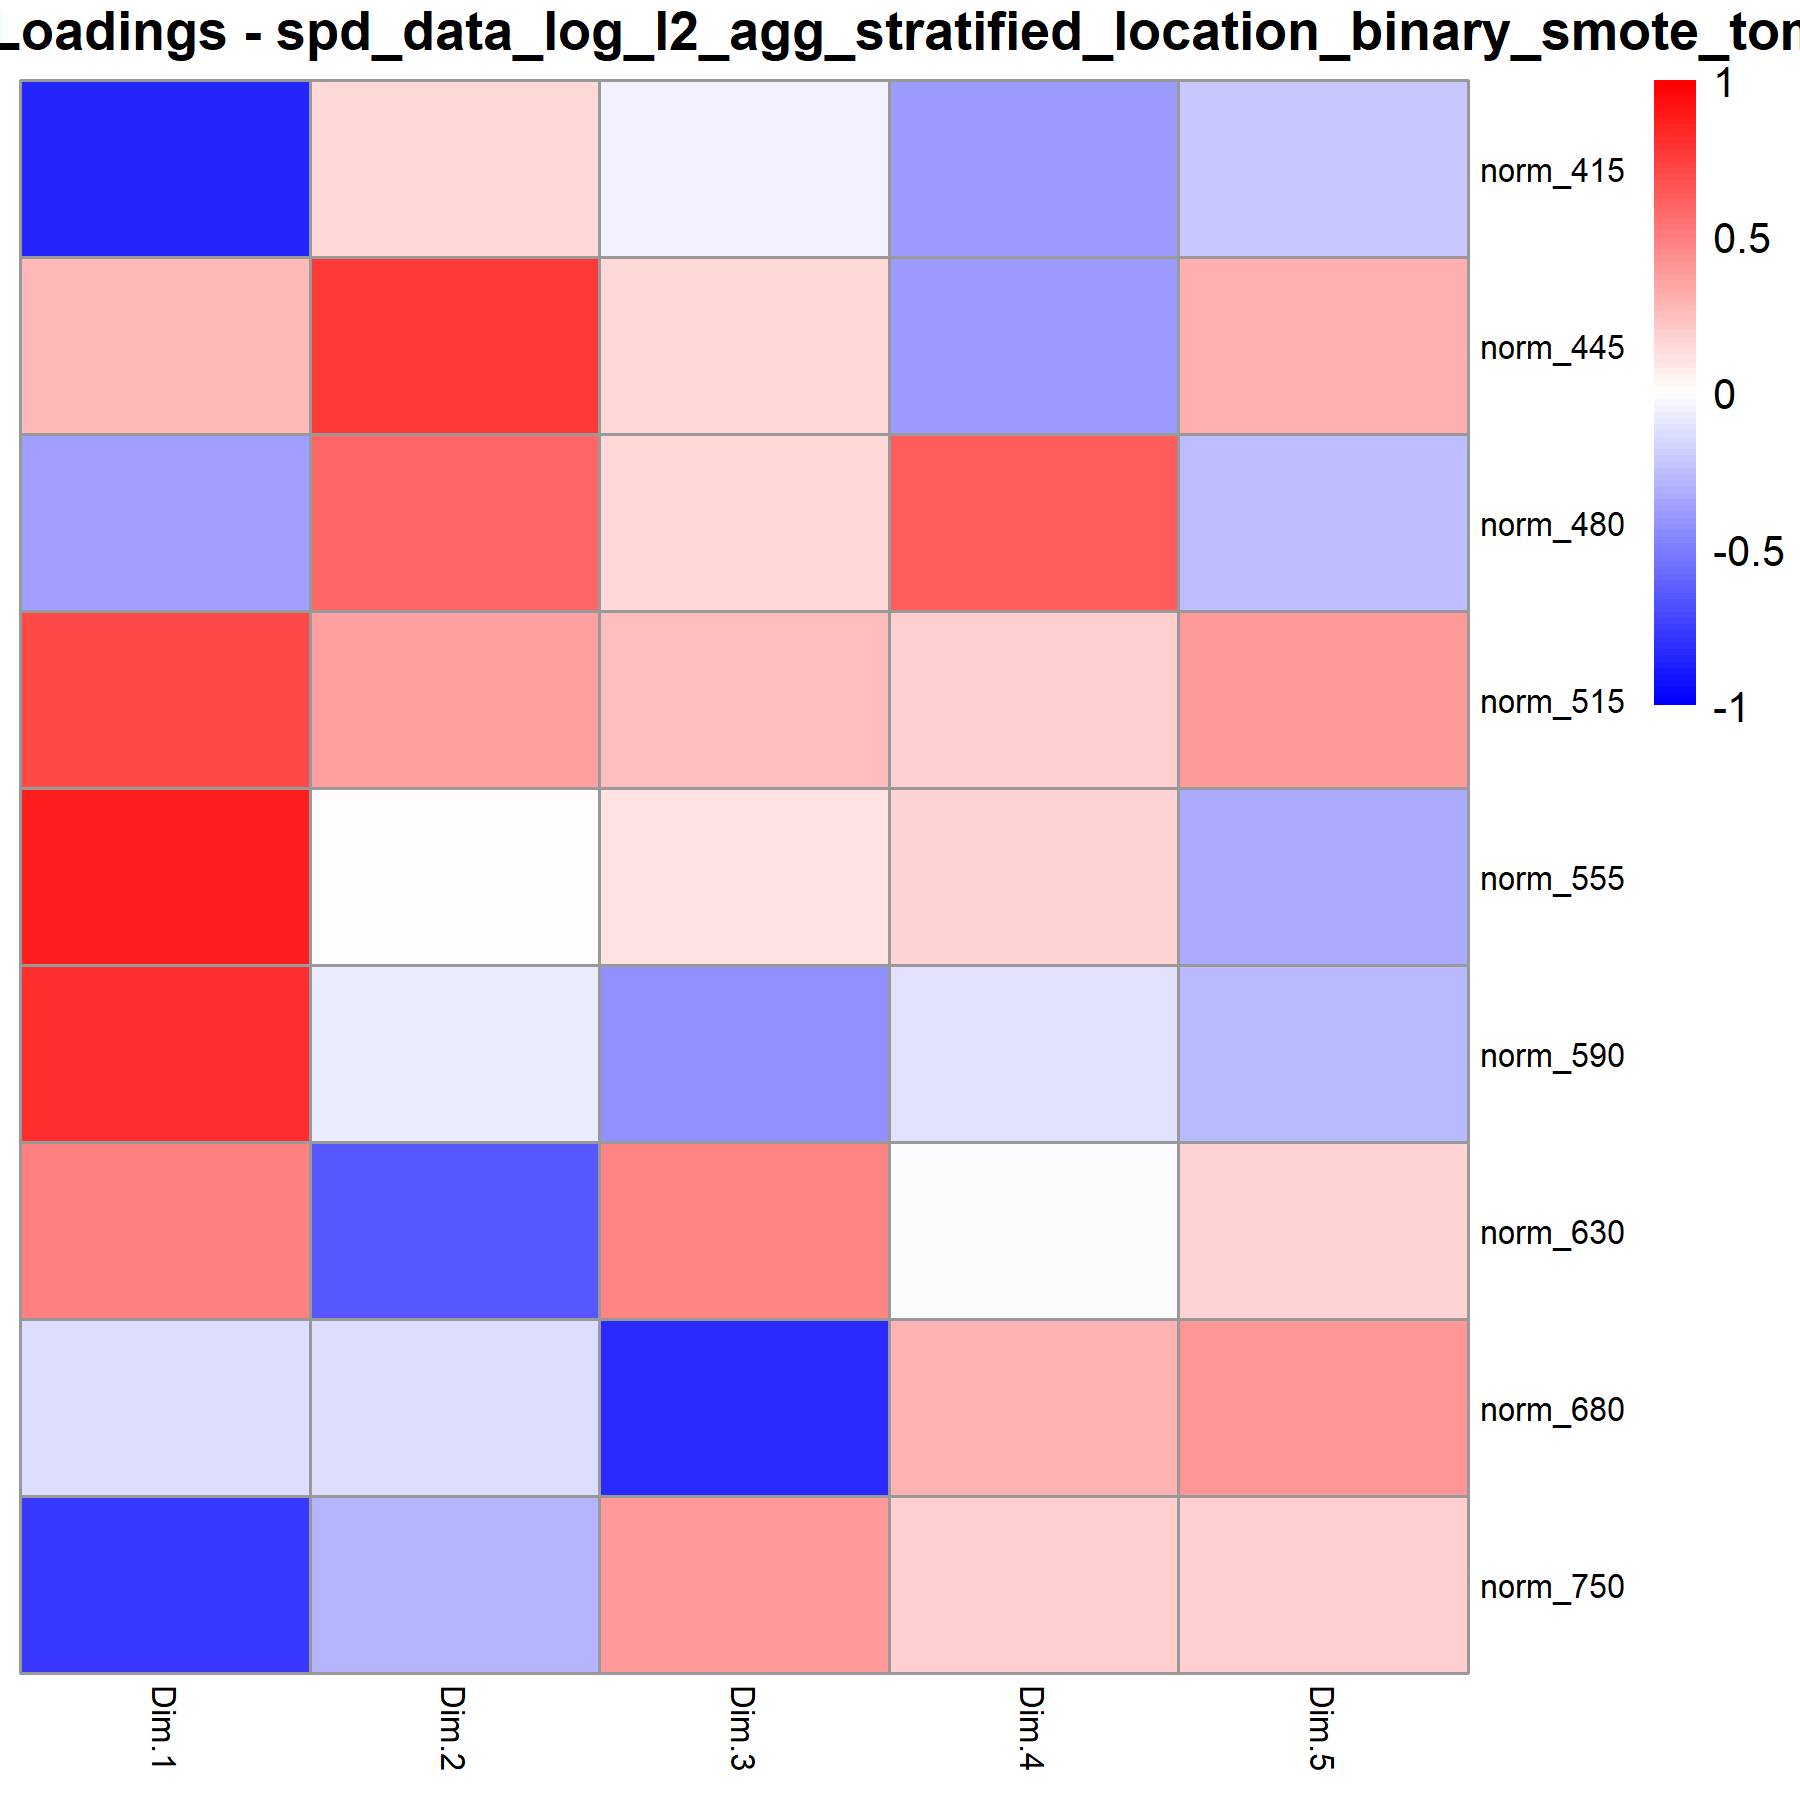 Loadings - spd_data_log_l2_agg_stratified_location_binary_smote_ton
1
0.5
0
-0.5
-1
norm_415
norm_445
norm_480
norm_515
norm_555
norm_590
norm_630
norm_680
norm_750
Dim.1
Dim.2
Dim.3
Dim.4
Dim.5